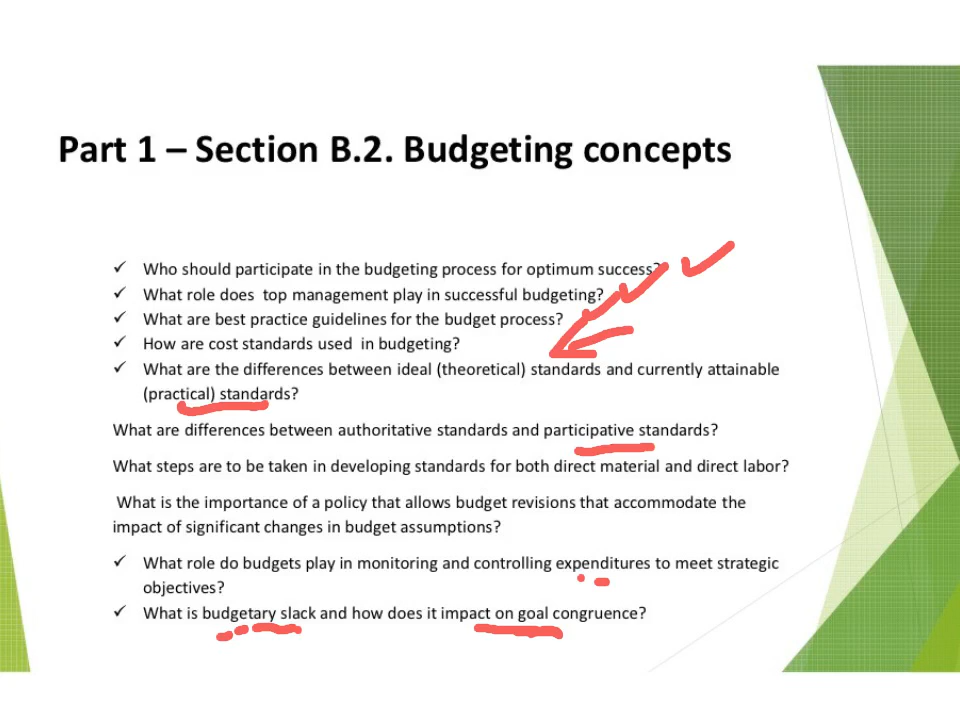 Part 1 – Section B.2. Budgeting concepts
✓ Who should participate in the budgeting process for optimum success?
✓ What role does  top management play in successful budgeting?
✓ What are best practice guidelines for the budget process?
✓ How are cost standards used  in budgeting?
✓ What are the differences between ideal (theoretical) standards and currently attainable
(practical) standards?
What are differences between authoritative standards and participative standards?
What steps are to be taken in developing standards for both direct material and direct labor?
What is the importance of a policy that allows budget revisions that accommodate the
impact of significant changes in budget assumptions?
✓ What role do budgets play in monitoring and controlling expenditures to meet strategic
objectives?
✓ What is budgetary slack and how does it impact on goal congruence?